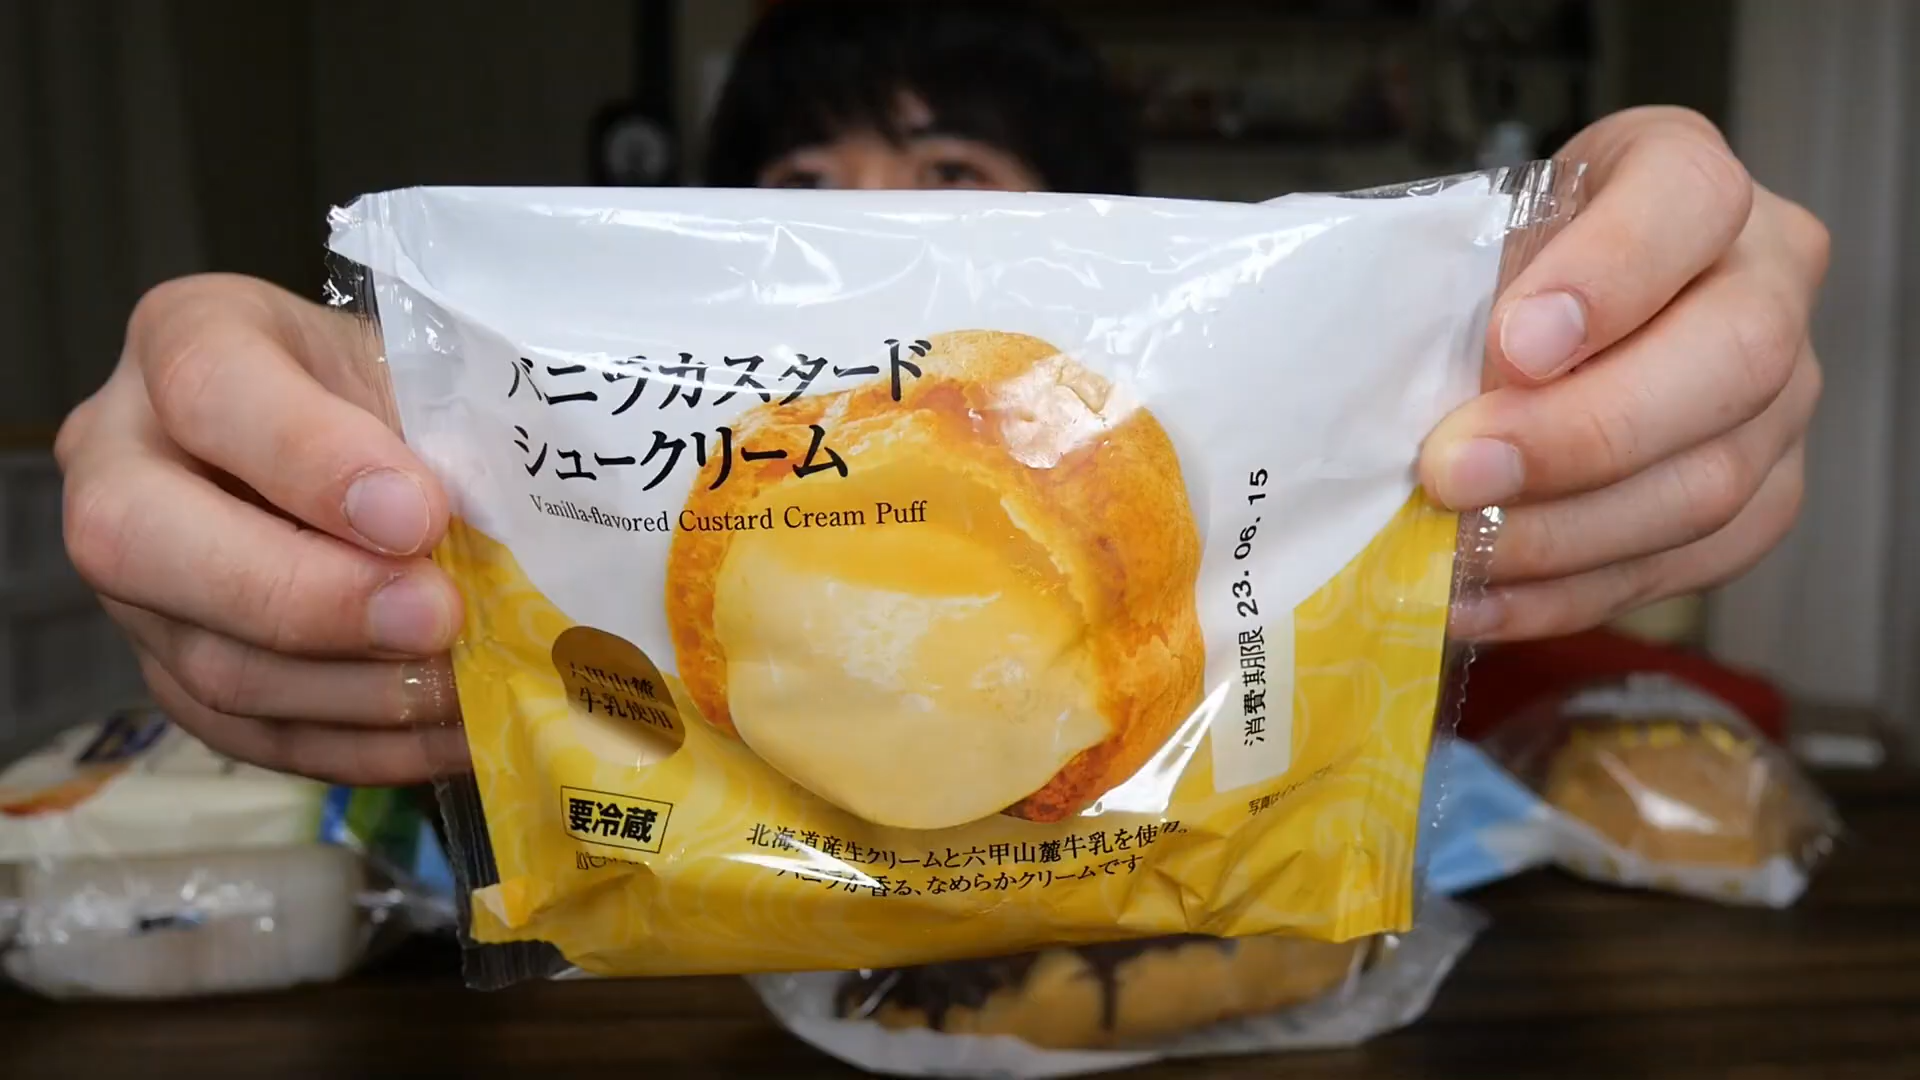 バニラカスタード
シュークリーム
Vanilla-flavored Custard Cream Puff
消費期限 23.06.15
六甲山麓
牛乳使用
要冷蔵
写真はイメージです
北海道産生クリームと六甲山麓牛乳を使用。
バニラが香る、なめらかクリームです